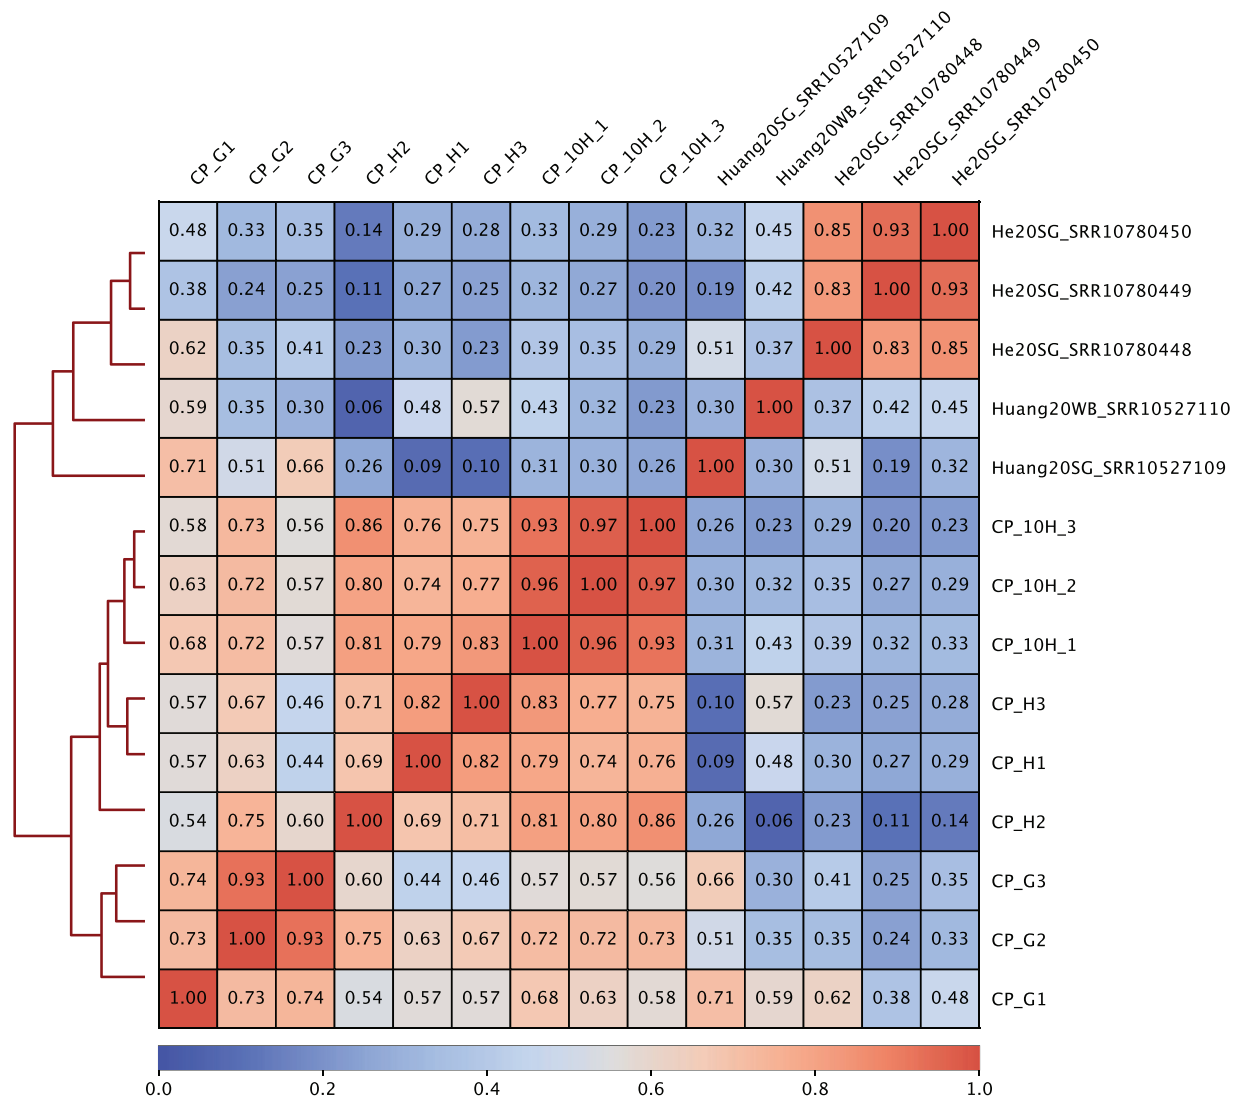 CP_G1
CP_G2
CP_G3
CP_H2
CP_H1
CP_H3
CP_10H_1
CP_10H_2
CP_10H_3
Huang20SG_SRR10527109
Huang20WB_SRR10527110
He20SG_SRR10780448
He20SG_SRR10780449
He20SG_SRR10780450
0.48 0.33 0.35 0.14 0.29 0.28 0.33 0.29 0.23 0.32 0.45 0.85 0.93 1.00 He20SG_SRR10780450
0.38 0.24 0.25 0.11 0.27 0.25 0.32 0.27 0.20 0.19 0.42 0.83 1.00 0.93 He20SG_SRR10780449
0.62 0.35 0.41 0.23 0.30 0.23 0.39 0.35 0.29 0.51 0.37 1.00 0.83 0.85 He20SG_SRR10780448
0.59 0.35 0.30 0.06 0.48 0.57 0.43 0.32 0.23 0.30 1.00 0.37 0.42 0.45 Huang20WB_SRR10527110
0.71 0.51 0.66 0.26 0.09 0.10 0.31 0.30 0.26 1.00 0.30 0.51 0.19 0.32 Huang20SG_SRR10527109
0.58 0.73 0.56 0.86 0.76 0.75 0.93 0.97 1.00 0.26 0.23 0.29 0.20 0.23 CP_10H_3
0.63 0.72 0.57 0.80 0.74 0.77 0.96 1.00 0.97 0.30 0.32 0.35 0.27 0.29 CP_10H_2
0.68 0.72 0.57 0.81 0.79 0.83 1.00 0.96 0.93 0.31 0.43 0.39 0.32 0.33 CP_10H_1
0.57 0.67 0.46 0.71 0.82 1.00 0.83 0.77 0.75 0.10 0.57 0.23 0.25 0.28 CP_H3
0.57 0.63 0.44 0.69 1.00 0.82 0.79 0.74 0.76 0.09 0.48 0.30 0.27 0.29 CP_H1
0.54 0.75 0.60 1.00 0.69 0.71 0.81 0.80 0.86 0.26 0.06 0.23 0.11 0.14 CP_H2
0.74 0.93 1.00 0.60 0.44 0.46 0.57 0.57 0.56 0.66 0.30 0.41 0.25 0.35 CP_G3
0.73 1.00 0.93 0.75 0.63 0.67 0.72 0.72 0.73 0.51 0.35 0.35 0.24 0.33 CP_G2
1.00 0.73 0.74 0.54 0.57 0.57 0.68 0.63 0.58 0.71 0.59 0.62 0.38 0.48 CP_G1
0.0 0.2 0.4 0.6 0.8 1.0